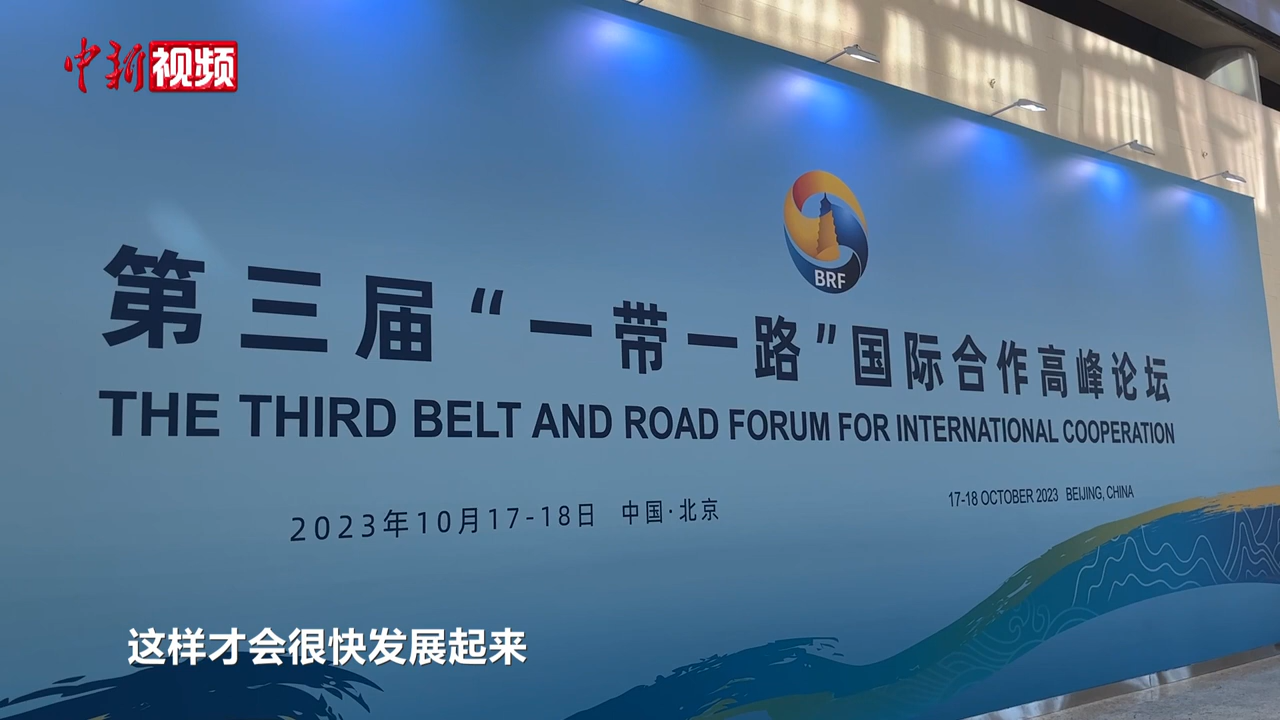 中新视频
BRF
第三届“一带一路”国际合作高峰论坛
THE THIRD BELT AND ROAD FORUM FOR INTERNATIONAL COOPERATION
2023年10月17-18日 中国·北京
17-18 OCTOBER 2023 BEIJING, CHINA
这样才会很快发展起来